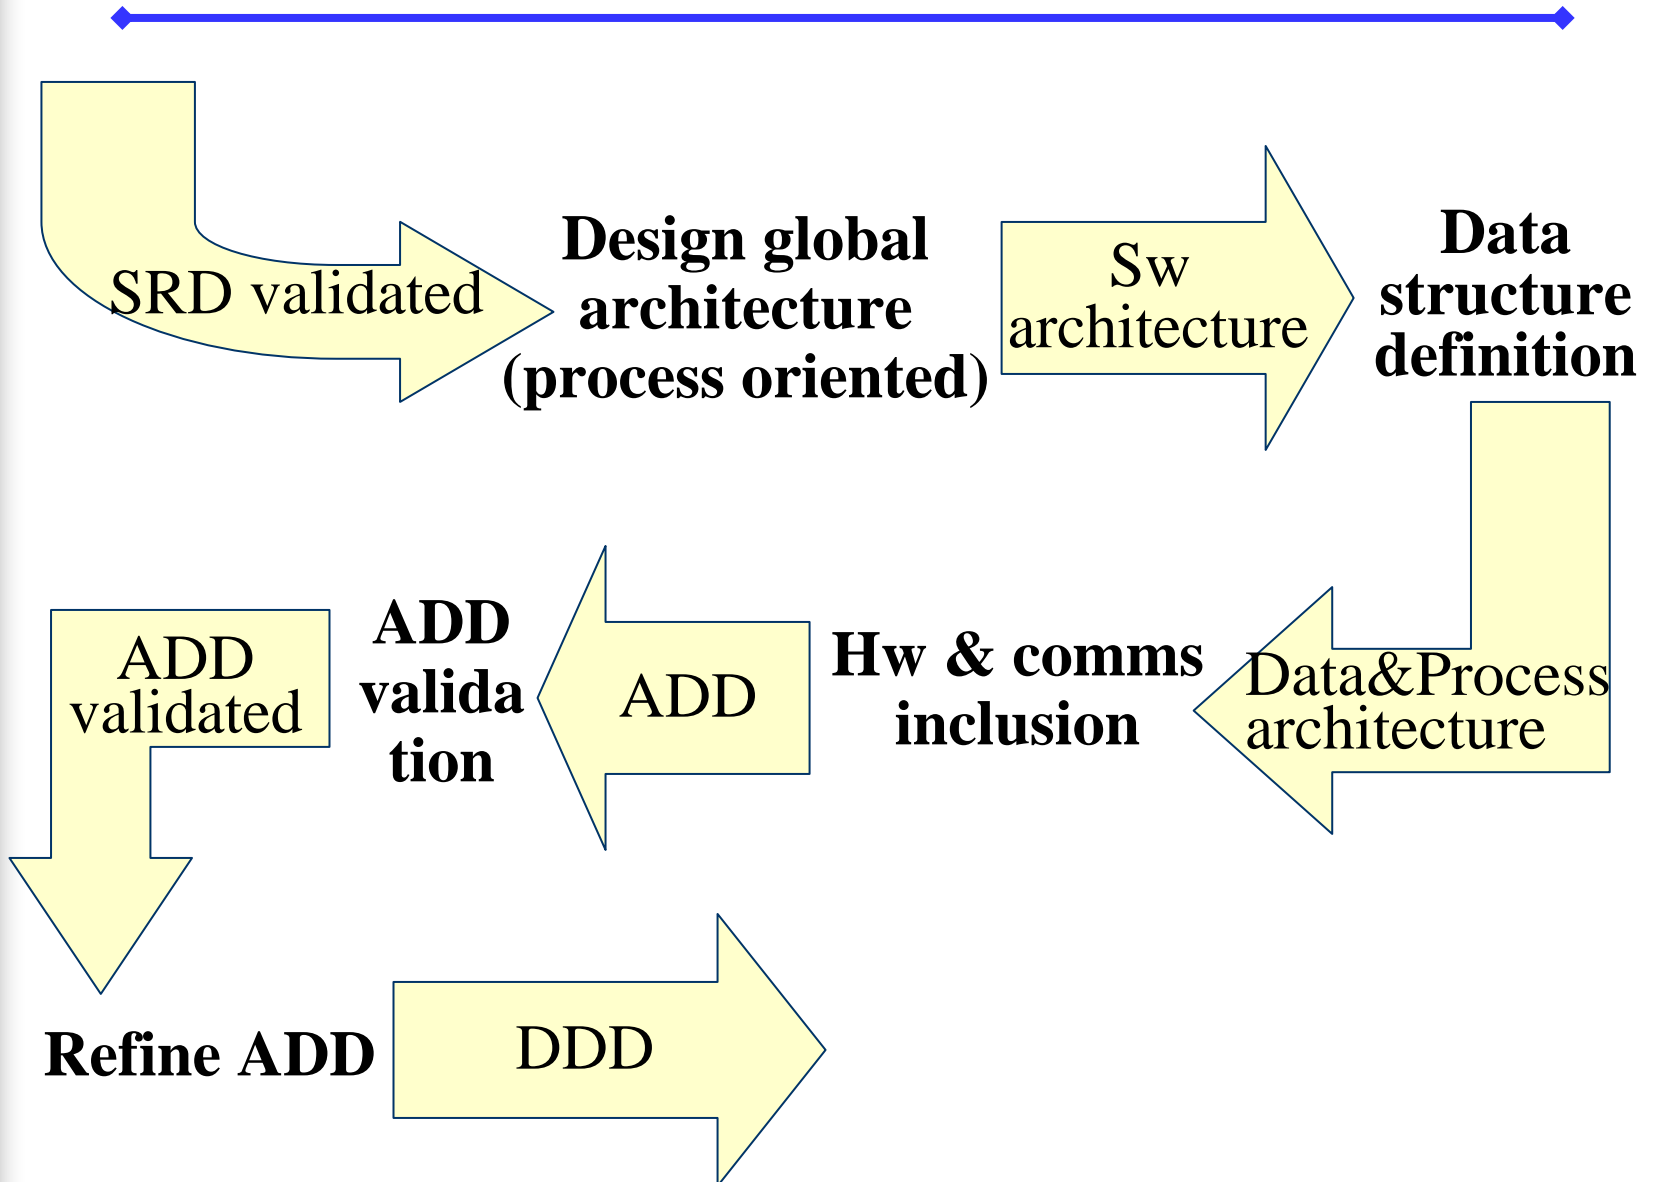 SRD validated
Design global
architecture
(process oriented)
Sw
architecture
Data
structure
definition
Data&Process
architecture
Hw & comms
inclusion
ADD
ADD
valida
tion
ADD
validated
Refine ADD
DDD